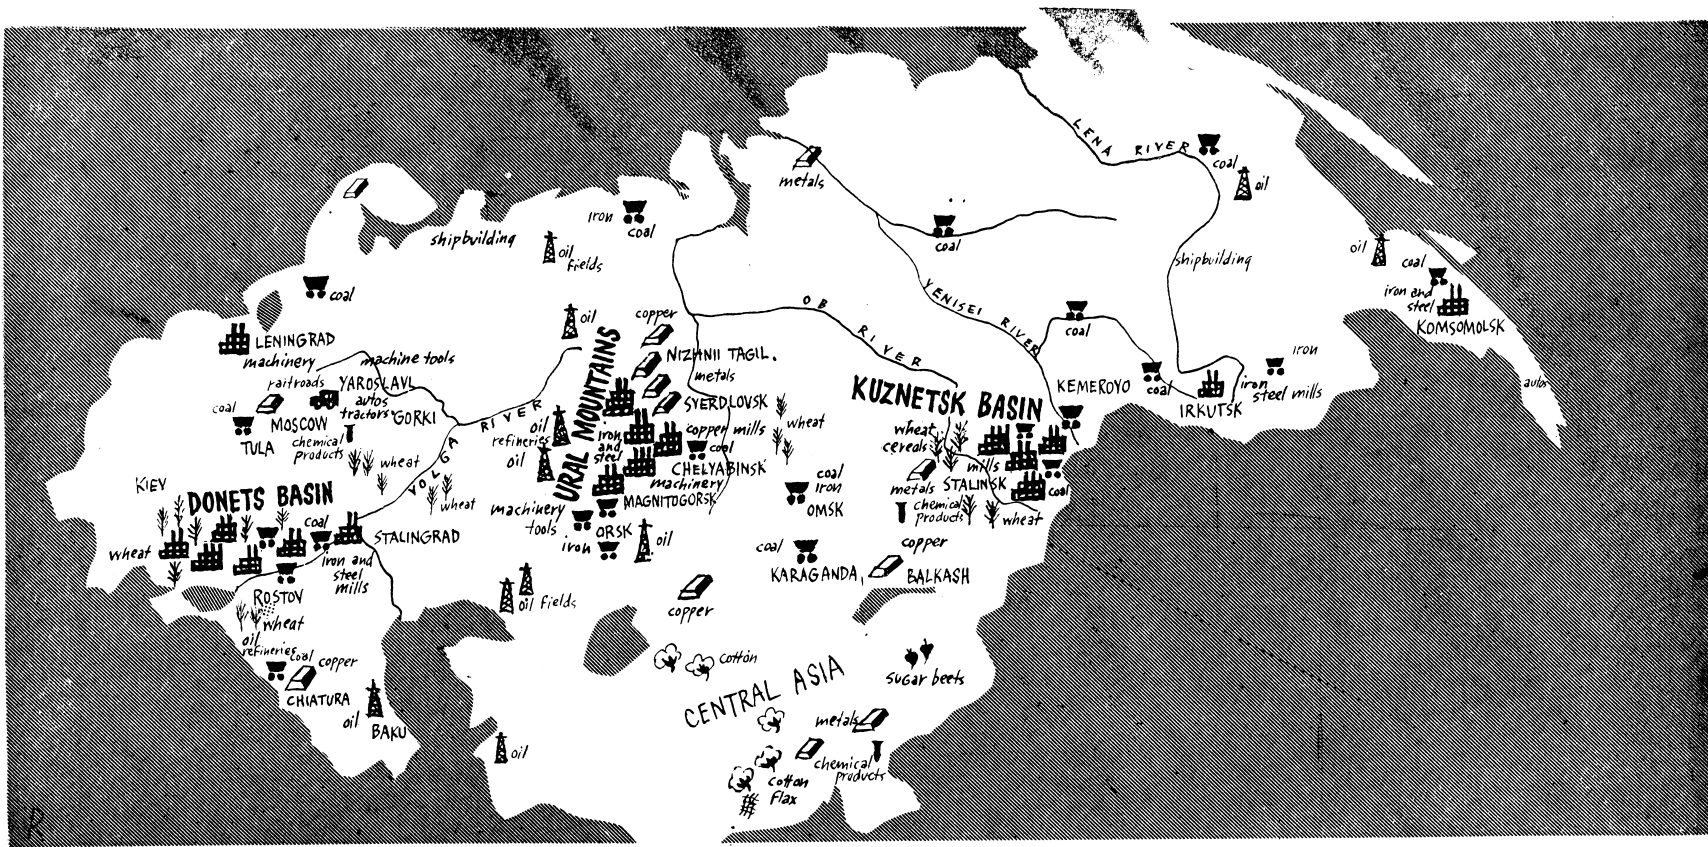 LENA RIVER
coal
oil
metals
iron
coal
shipbuilding
oil
fields
coal
shipbuilding
oil
coal
iron and
steel
KOMSOMOLSK
autos
coal
OB RIVER
YENISEI RIVER
coal
oil
copper
URAL MOUNTAINS
NIZHNII TAGIL.
metals
LENINGRAD
machinery
machine tools
railroads
YAROSLAVL
autos
tractors
GORKI
coal
MOSCOW
TULA
chemical
products
VOLGA RIVER
wheat
wheat
oil
refineries
oil
iron
and
steel
SVERDLOVSK
copper mills
coal
CHELYABINSK
machinery
MAGNITOGORSK
machinery
tools
ORSK
iron
oil
wheat
coal
iron
OMSK
KUZNETSK BASIN
KEMEROVO
coal
IRKUTSK
iron
iron
steel mills
wheat
cereals
mills
metals
STALINSK
coal
chemical
products
wheat
KIEV
DONETS BASIN
coal
STALINGRAD
wheat
iron and
steel
mills
ROSTOV
wheat
oil
refineries
coal
copper
CHIATURA
oil
BAKU
oil fields
oil
coal
KARAGANDA
copper
BALKASH
copper
cotton
sugar beets
CENTRAL ASIA
metals
chemical
products
cotton
flax
R